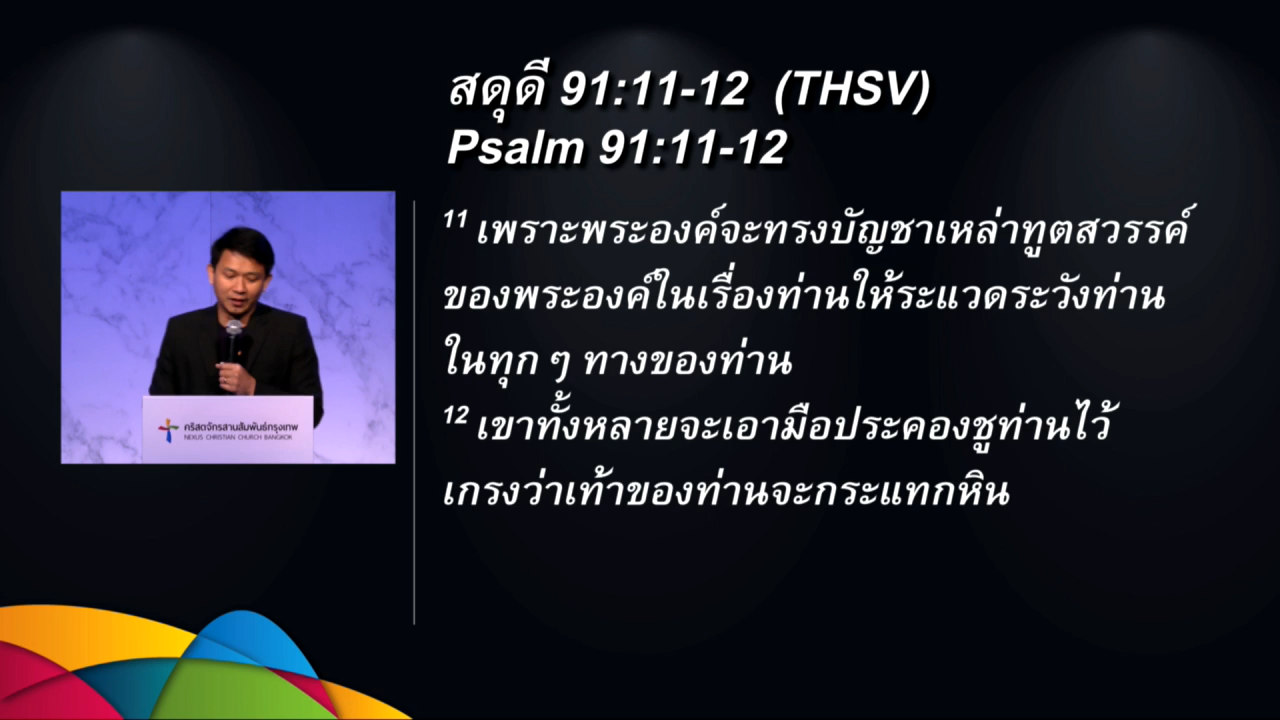 สดุดี 91:11-12 (THSV)
Psalm 91:11-12
11 เพราะพระองค์จะทรงบัญชาเหล่าทูตสวรรค์
ของพระองค์ในเรื่องท่านให้ระแวดระวังท่าน
ในทุก ๆ ทางของท่าน
12 เขาทั้งหลายจะเอามือประคองชูท่านไว้
เกรงว่าเท้าของท่านจะกระแทกหิน
คริสตจักรสานสัมพันธ์กรุงเทพ
NEXUS CHRISTIAN CHURCH BANGKOK